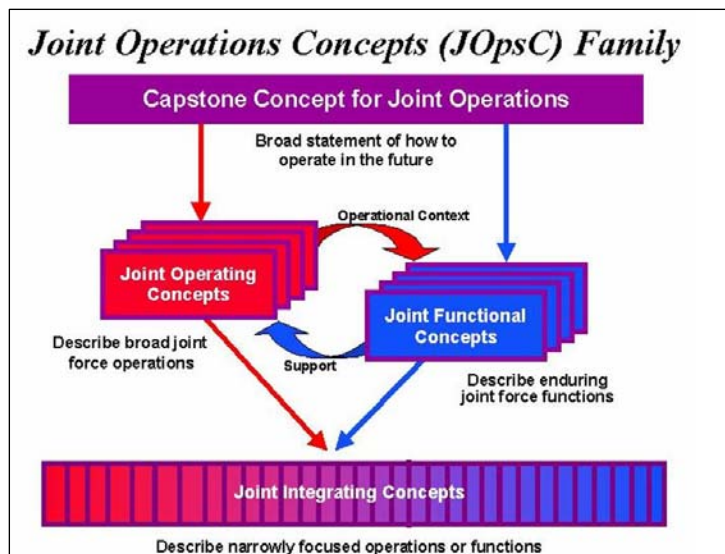 Joint Operations Concepts (JOpsC) Family
Capstone Concept for Joint Operations
Broad statement of how to
operate in the future
Operational Context
Joint Operating
Concepts
Joint Functional
Concepts
Describe broad joint
force operations
Support
Describe enduring
joint force functions
Joint Integrating Concepts
Describe narrowly focused operations or functions